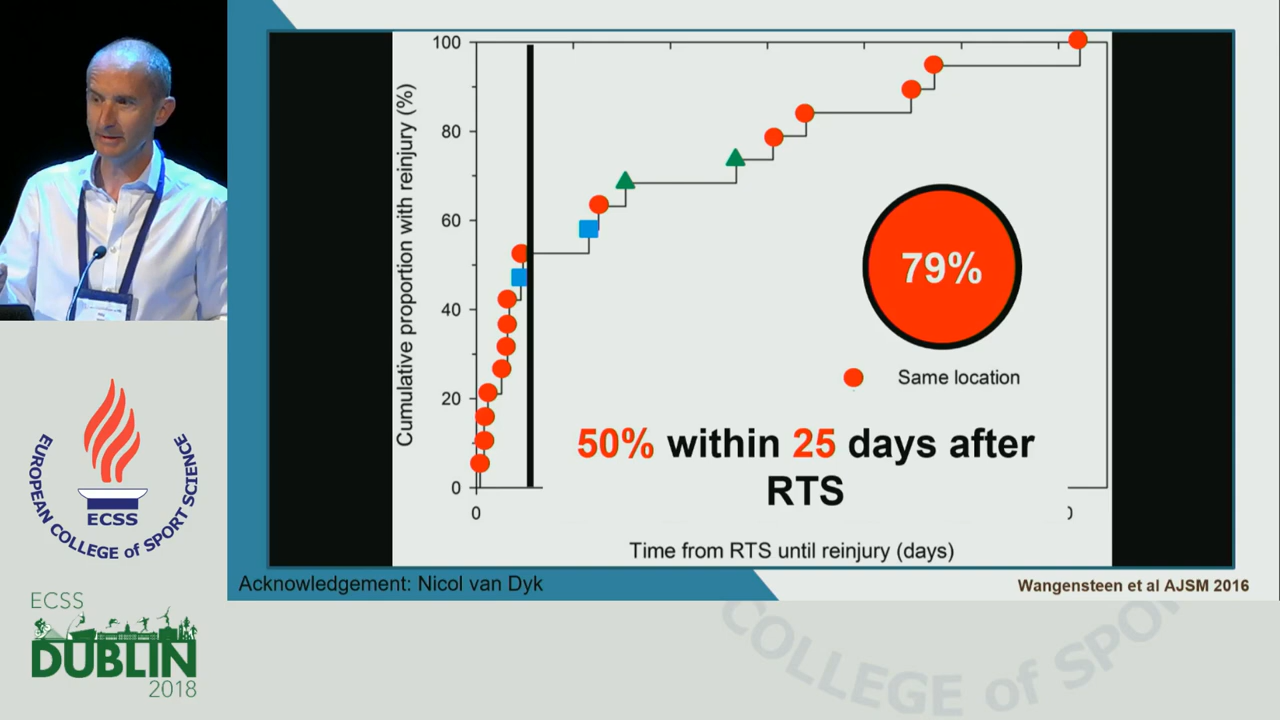 100
80
60
40
20
0
Cumulative proportion with reinjury (%)
79%
Same location
50% within 25 days after
RTS
0
Time from RTS until reinjury (days)
Acknowledgement: Nicol van Dyk
Wangensteen et al AJSM 2016
EUROPEAN COLLEGE of SPORT SCIENCE
ECSS
ECSS
DUBLIN
2018
COLLEGE of SPOR